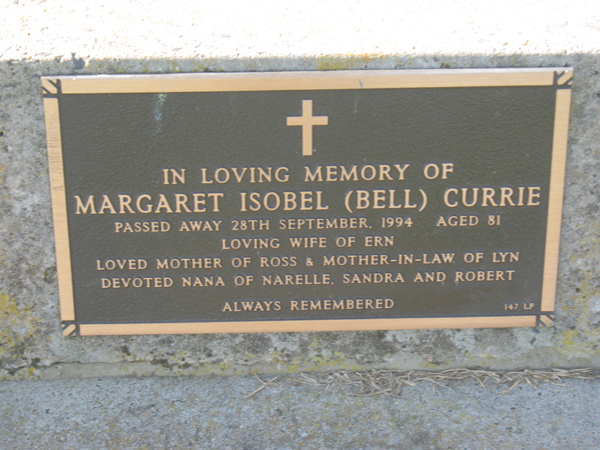 IN LOVING MEMORY OF
MARGARET ISOBEL (BELL) CURRIE
PASSED AWAY 28TH SEPTEMBER, 1994 AGED 81
LOVING WIFE OF ERN
LOVED MOTHER OF ROSS & MOTHER-IN-LAW OF LYN
DEVOTED NANA OF NARELLE, SANDRA AND ROBERT
ALWAYS REMEMBERED
147 LP